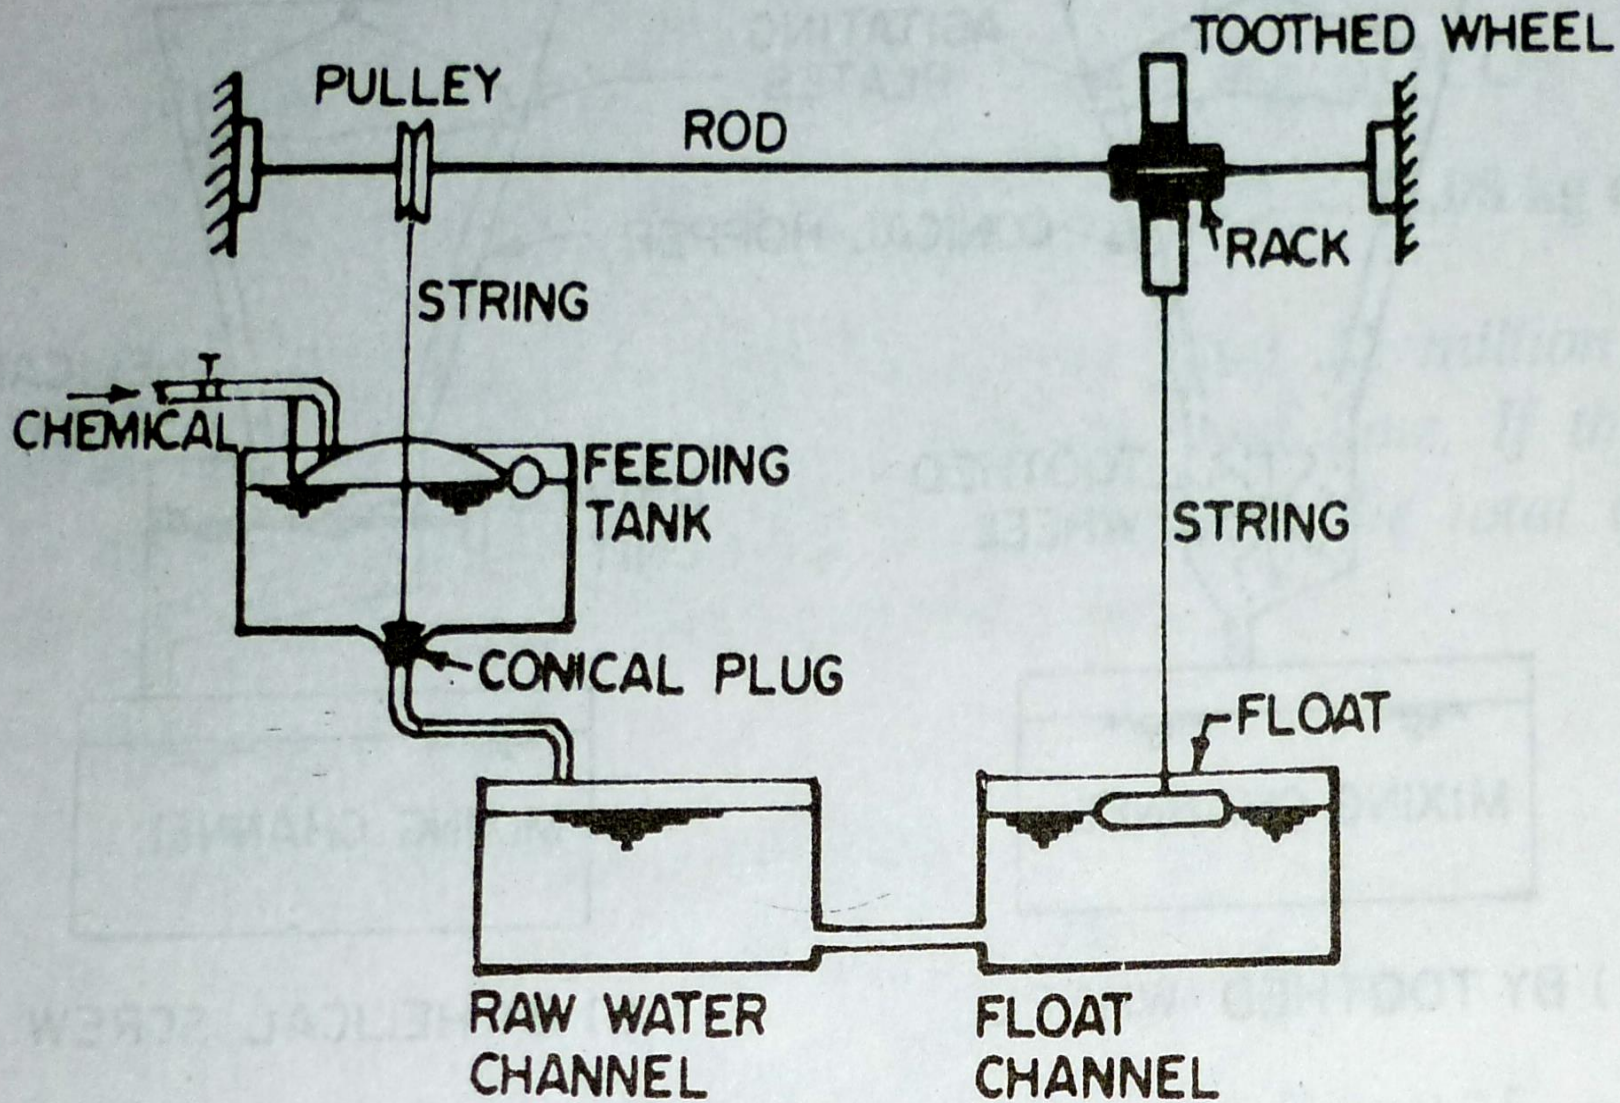 TOOTHED WHEEL
PULLEY
ROD
RACK
STRING
CHEMICAL
FEEDING
TANK
STRING
CONICAL PLUG
FLOAT
RAW WATER
CHANNEL
FLOAT
CHANNEL